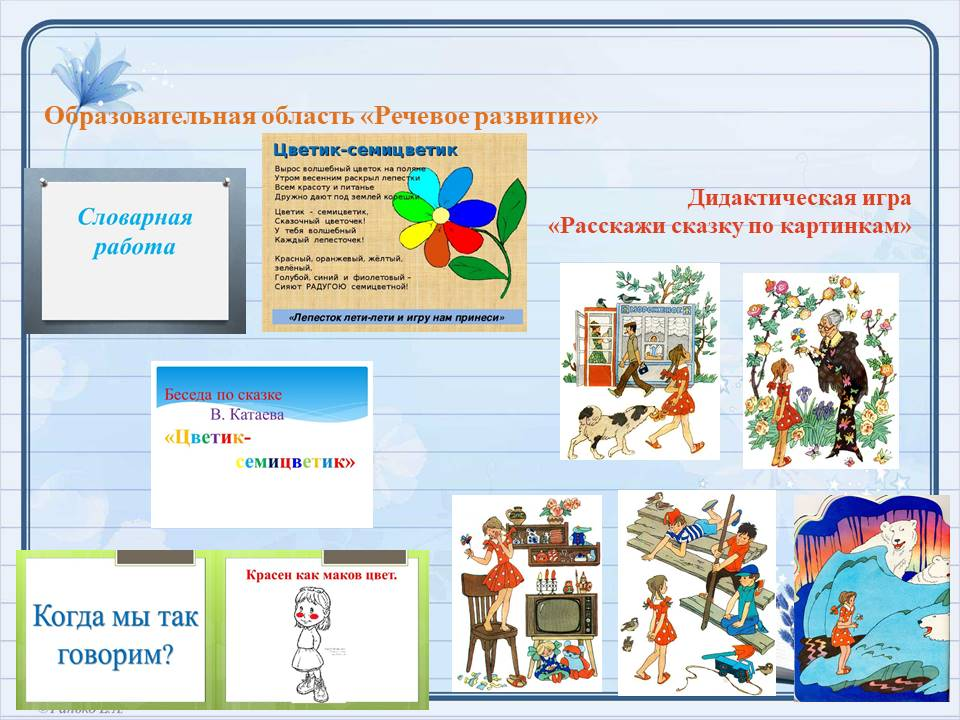 Образовательная область «Речевое развитие»
Словарная
работа
Цветик-семицветик
Вырос волшебный цветок на поляне
Утром весенним раскрыл лепестки
Всем красоту и питанье
Дружно дают под землей корешки
Цветик - семицветик,
Сказочный цветочек!
У тебя волшебный
Каждый лепесточек!
Красный, оранжевый, жёлтый,
зелёный,
Голубой, синий и фиолетовый –
Сияют РАДУГОЮ семицветной!
«Лепесток лети-лети и игру нам принеси»
Дидактическая игра
«Расскажи сказку по картинкам»
МОРОЖЕНОЕ
Беседа по сказке
В. Катаева
«Цветик-
семицветик»
Когда мы так
говорим?
Красен как маков цвет.